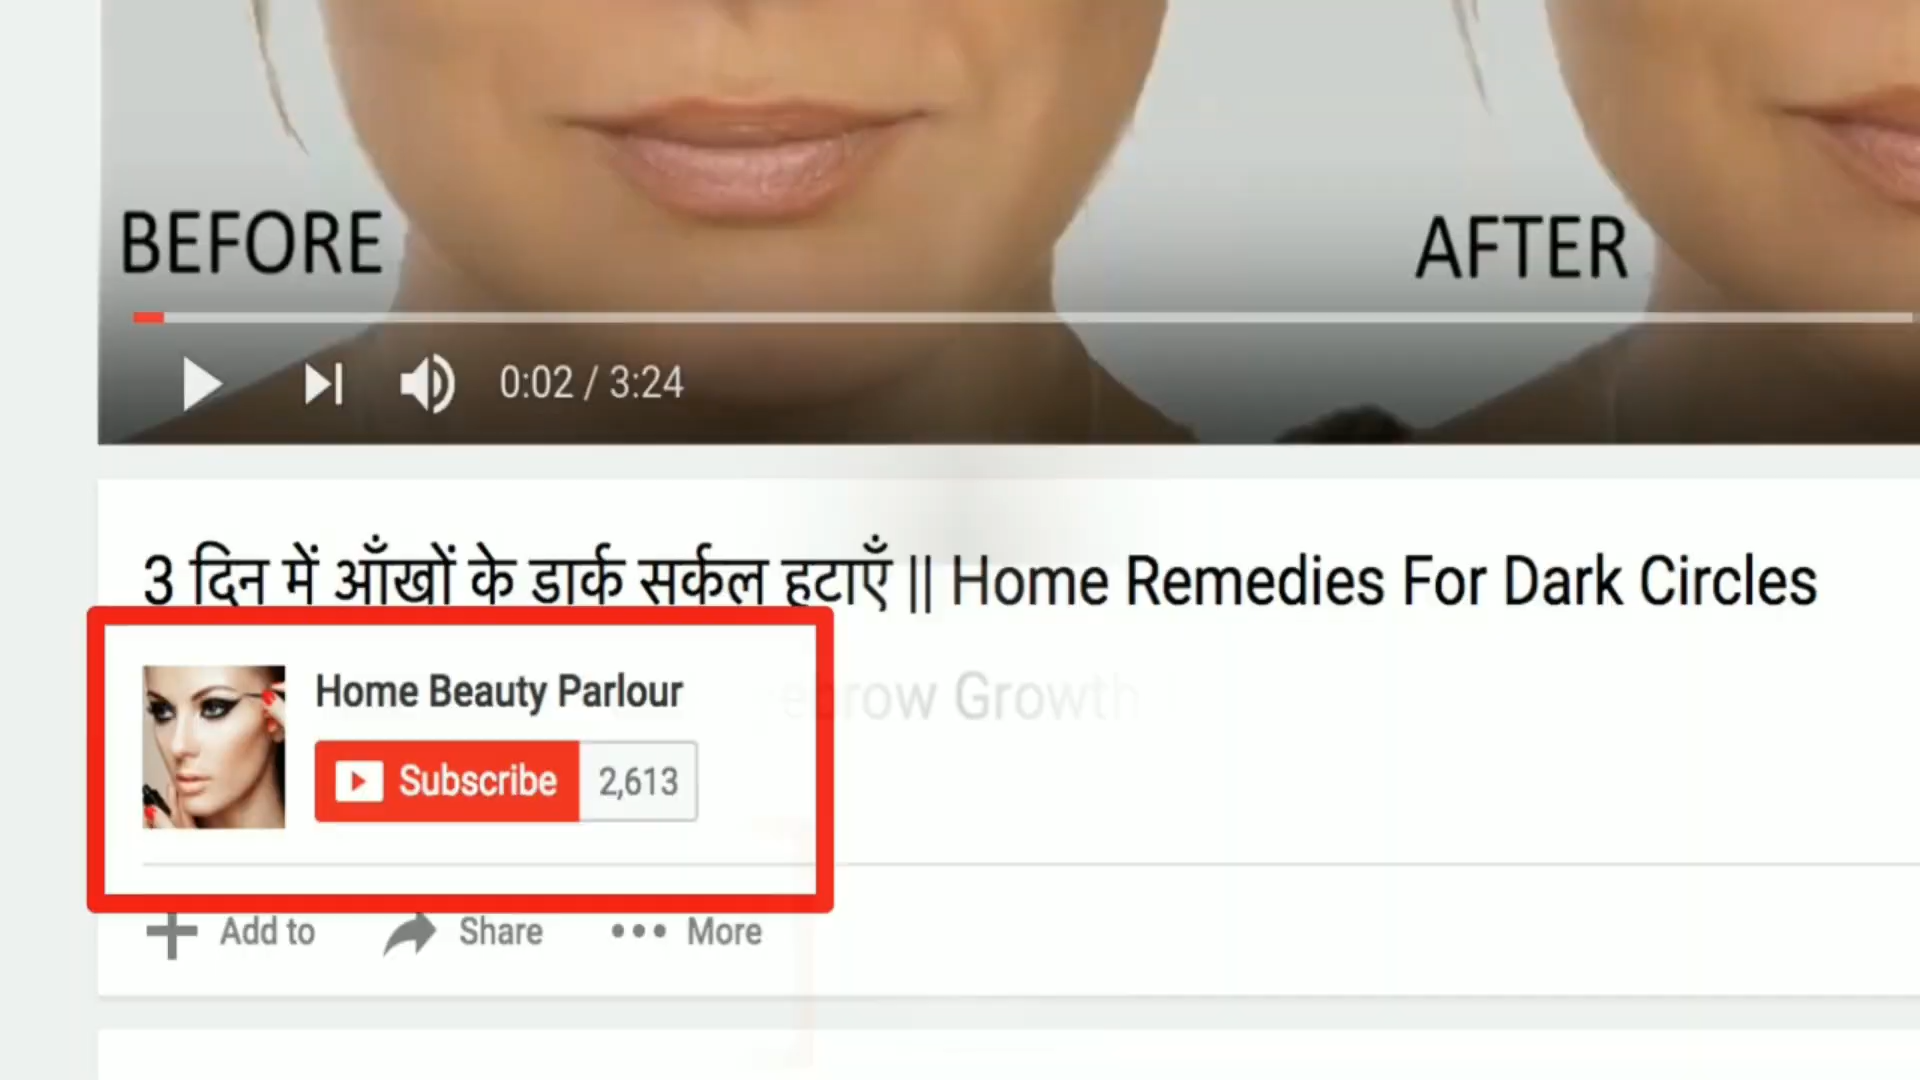 BEFORE
AFTER
0:02 / 3:24
3 दिन में आँखों के डार्क सर्कल हटाएँ || Home Remedies For Dark Circles
Home Beauty Parlour
Growth
Subscribe 2,613
Add to Share More